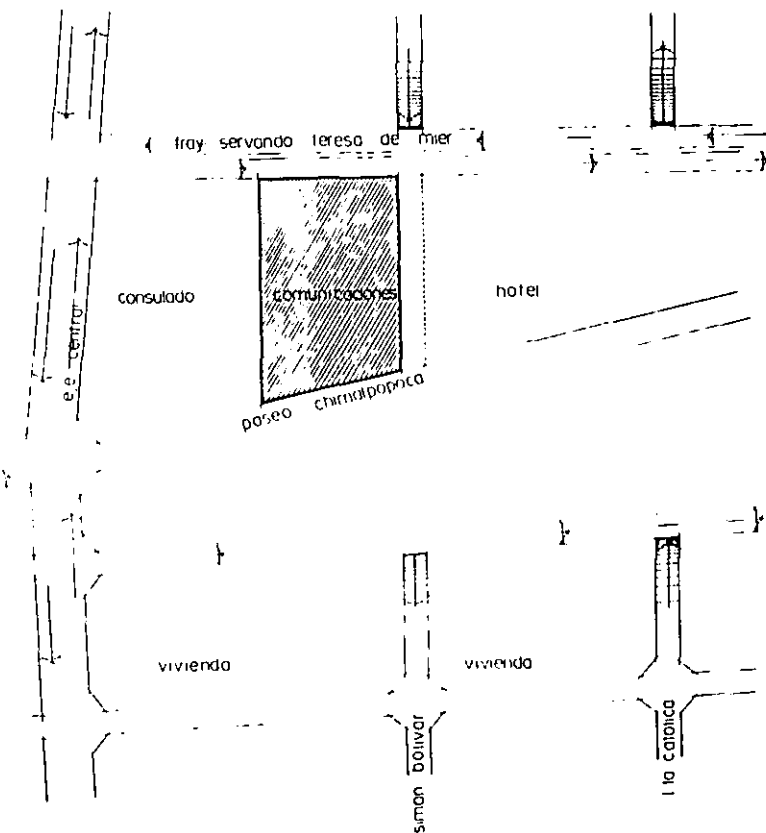 fray servando teresa de mier
consulado
comunicaciones
hotel
e.e central
paseo chimalpopoca
vivienda
vivienda
simon bolivar
I la catolica